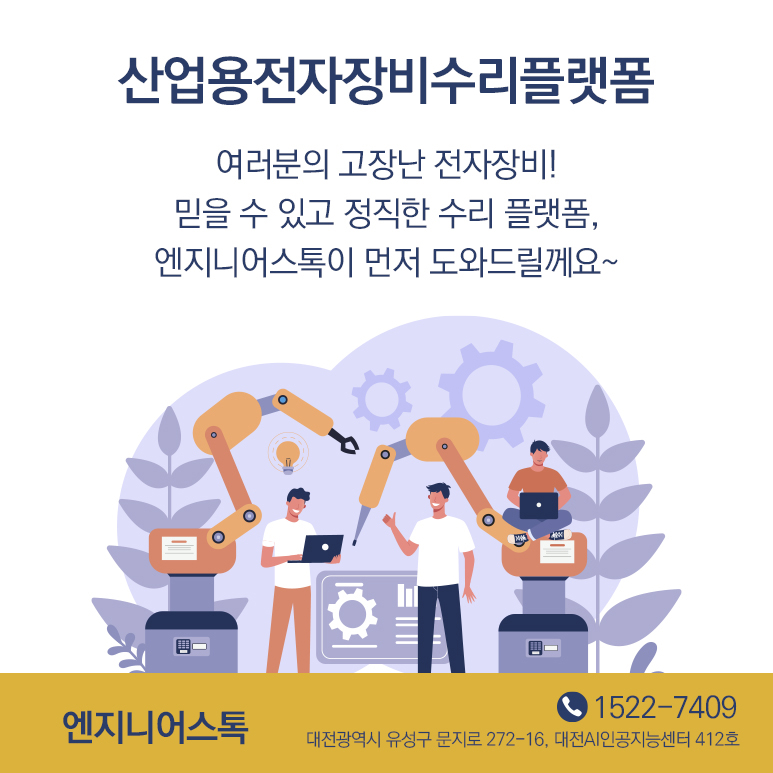 산업용전자장비수리플랫폼
여러분의 고장난 전자장비!
믿을 수 있고 정직한 수리 플랫폼,
엔지니어스톡이 먼저 도와드릴께요~
엔지니어스톡
1522-7409
대전광역시 유성구 문지로 272-16, 대전AI인공지능센터 412호